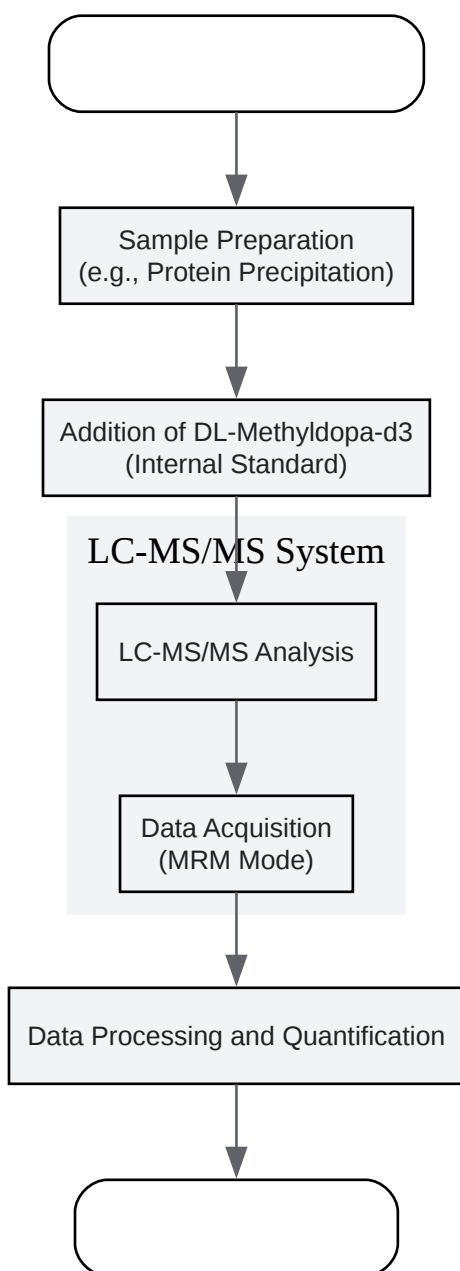 Sample Preparation
(e.g., Protein Precipitation)
Addition of DL-Methyldopa-d3
(Internal Standard)
LC-MS/MS System
LC-MS/MS Analysis
Data Acquisition
(MRM Mode)
Data Processing and Quantification